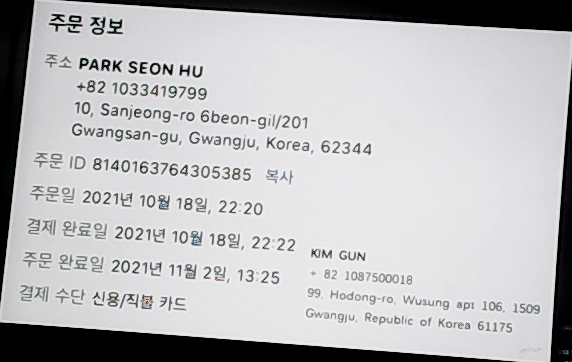 주문 정보
주소 PARK SEON HU
+82 1033419799
10, Sanjeong-ro 6beon-gil/201
Gwangsan-gu, Gwangju, Korea, 62344
주문 ID 8140163764305385 복사
주문일 2021년 10월 18일, 22:20
결제 완료일 2021년 10월 18일, 22:22
주문 완료일 2021년 11월 2일, 13:25
결제 수단 신용/직불 카드
KIM GUN
+ 82 1087500018
99, Hodong-ro, Wusung apt 106, 1509
Gwangju, Republic of Korea 61175